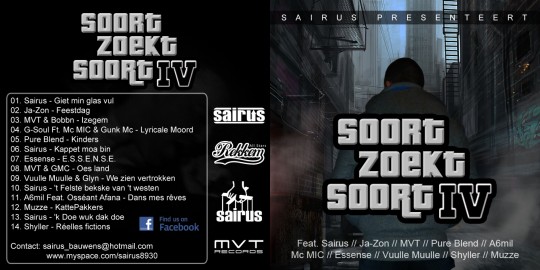 SOORT
ZOEKT
SOORT IV
01. Sairus - Giet min glas vul
02. Ja-Zon - Feestdag
03. MVT & Bobbn - Izegem
04. G-Soul Ft. Mc MIC & Gunk Mc - Lyricale Moord
05. Pure Blend - Kinders
06. Sairus - Kappet moa bin
07. Essense - E.S.S.E.N.S.E.
08. MVT & GMC - Oes land
09. Vuulle Muulle & Glyn - We zien vertrokken
10. Sairus - 't Felste bekske van 't westen
11. A6mil Feat. Osséant Afana - Dans mes rêves
12. Muzze - KattePakkers
13. Sairus - 'k Doe wuk dak doe
14. Shyller - Réelles fictions
Find us on
Facebook
Contact: sairus_bauwens@hotmail.com
www.myspace.com/sairus8930
sairus
Rekkem
sairus
MVT
RECORDS
SAIRUS PRESENTEERT
SOORT
ZOEKT
SOORT IV
Feat. Sairus // Ja-Zon // MVT // Pure Blend // A6mil
Mc MIC // Essense // Vuulle Muulle // Shyller // Muzze